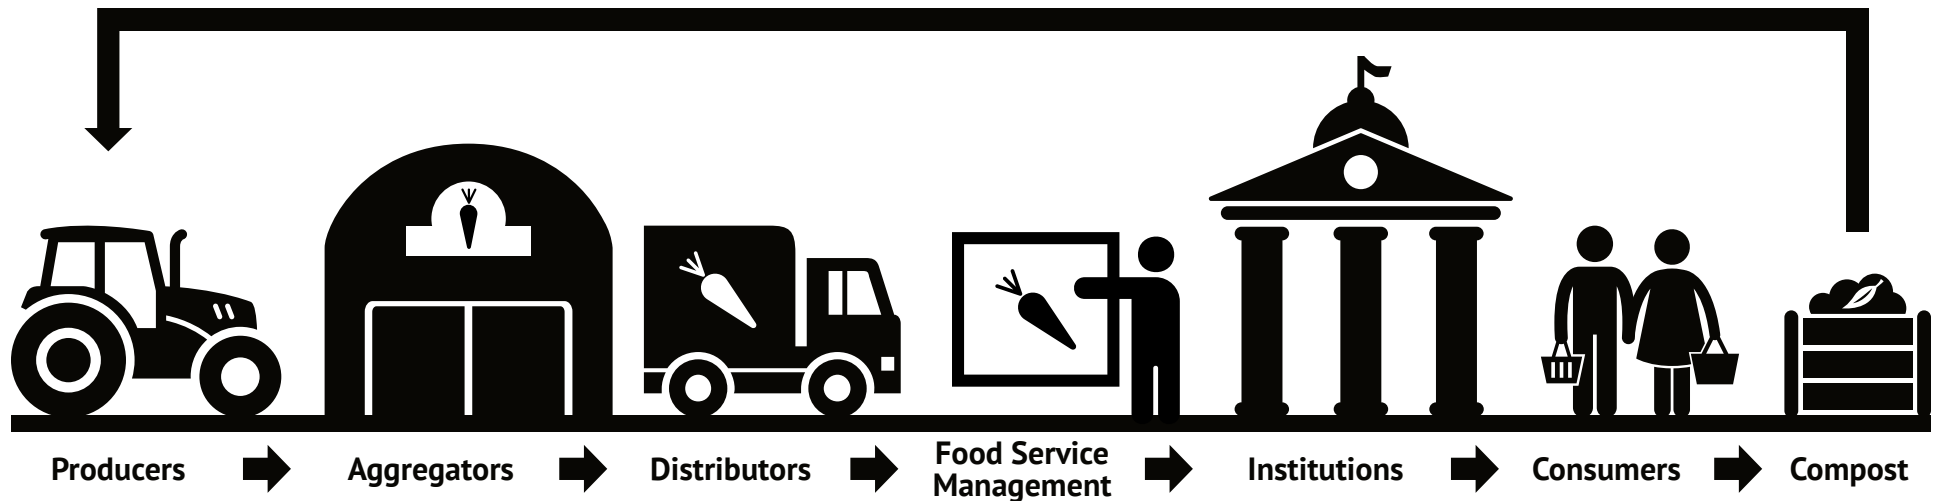 Producers
Aggregators
Distributors
Food Service
Management
Institutions
Consumers
Compost